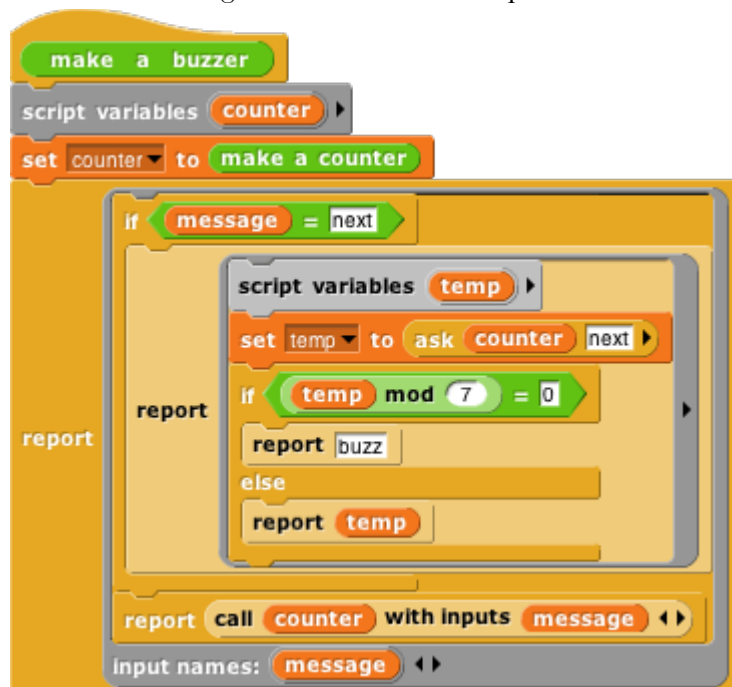 make a buzzer
script variables counter
set counter to make a counter
if message = next
script variables temp
set temp to ask counter next
if temp mod 7 = 0
report
report
report buzz
else
report temp
report call counter with inputs message
input names: message